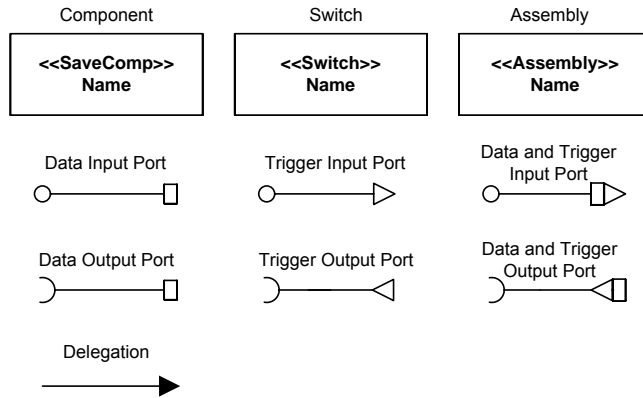 Component
Switch
Assembly
<<SaveComp>>
Name
<<Switch>>
Name
<<Assembly>>
Name
Data Input Port
Trigger Input Port
Data and Trigger
Input Port
Data Output Port
Trigger Output Port
Data and Trigger
Output Port
Delegation